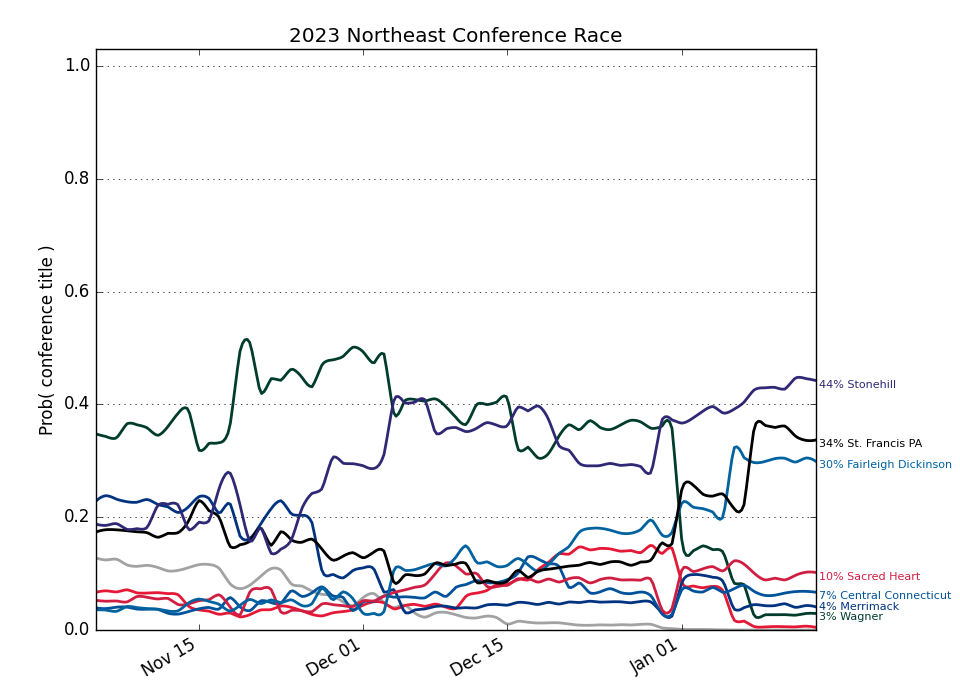 2023 Northeast Conference Race
1.0
0.8
0.6
0.4
0.2
0.0
Prob( conference title )
Nov 15
Dec 01
Dec 15
Jan 01
44% Stonehill
34% St. Francis PA
30% Fairleigh Dickinson
10% Sacred Heart
7% Central Connecticut
4% Merrimack
3% Wagner